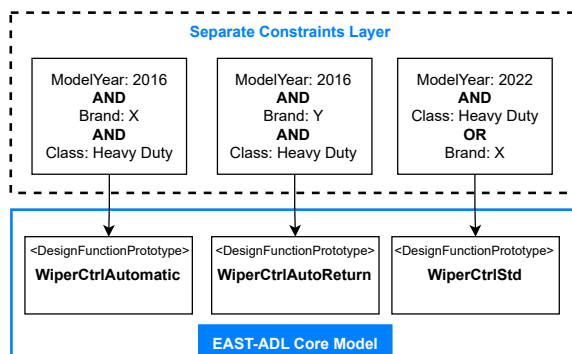 Separate Constraints Layer
ModelYear: 2016
AND
Brand: X
AND
Class: Heavy Duty
ModelYear: 2016
AND
Brand: Y
AND
Class: Heavy Duty
ModelYear: 2022
AND
Class: Heavy Duty
OR
Brand: X
<DesignFunctionPrototype>
WiperCtrlAutomatic
<DesignFunctionPrototype>
WiperCtrlAutoReturn
<DesignFunctionPrototype>
WiperCtrlStd
EAST-ADL Core Model